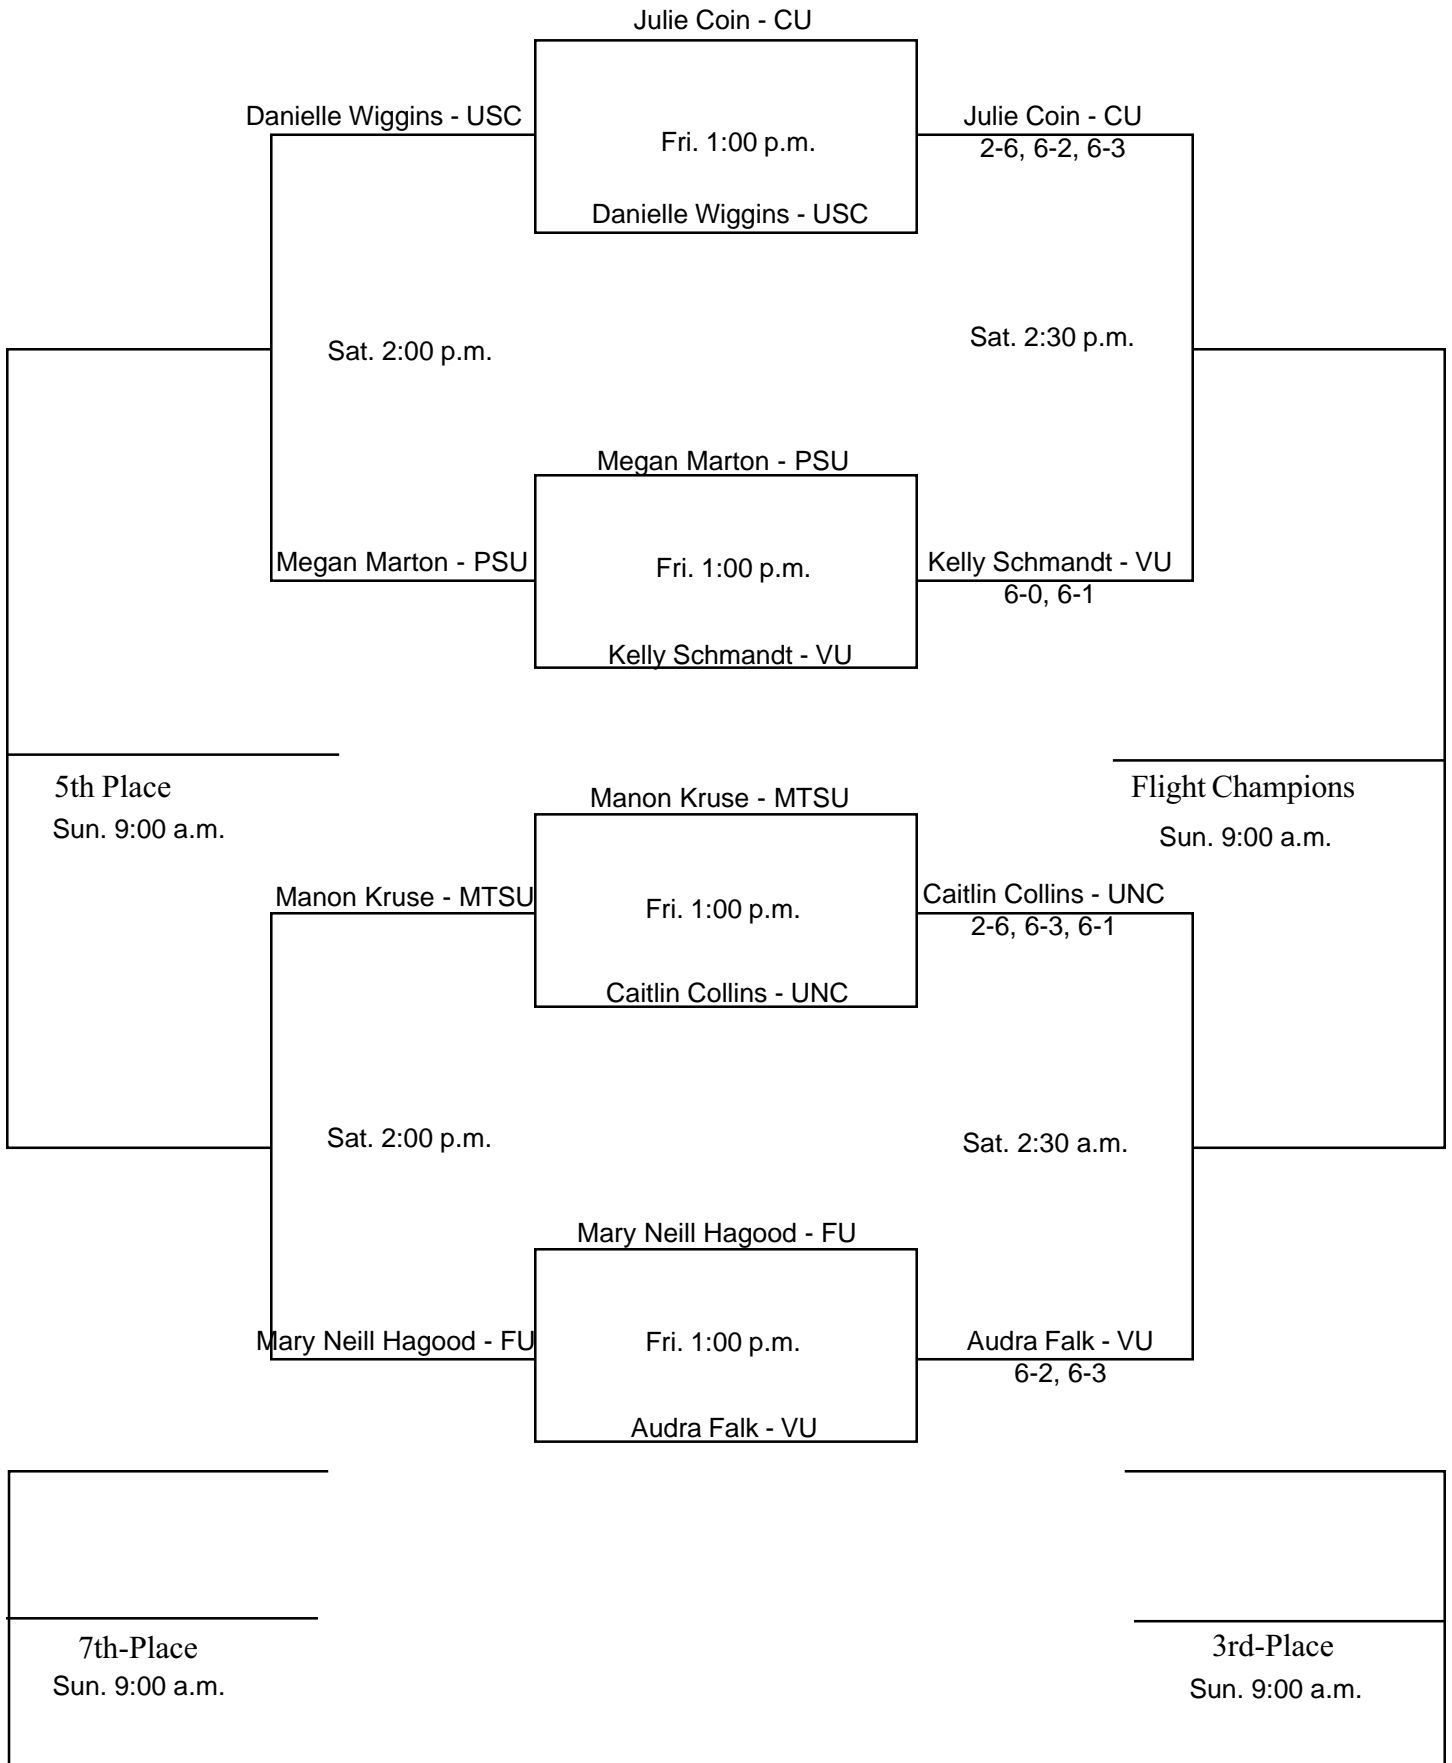 Julie Coin - CU
Danielle Wiggins - USC
Julie Coin - CU
Fri. 1:00 p.m.
2-6, 6-2, 6-3
Danielle Wiggins - USC
Sat. 2:00 p.m.
Sat. 2:30 p.m.
Megan Marton - PSU
Megan Marton - PSU
Fri. 1:00 p.m.
Kelly Schmandt - VU
6-0, 6-1
Kelly Schmandt - VU
5th Place
Sun. 9:00 a.m.
Manon Kruse - MTSU
Flight Champions
Sun. 9:00 a.m.
Manon Kruse - MTSU
Fri. 1:00 p.m.
Caitlin Collins - UNC
2-6, 6-3, 6-1
Caitlin Collins - UNC
Sat. 2:00 p.m.
Sat. 2:30 a.m.
Mary Neill Hagood - FU
Mary Neill Hagood - FU
Fri. 1:00 p.m.
Audra Falk - VU
6-2, 6-3
Audra Falk - VU
7th-Place
Sun. 9:00 a.m.
3rd-Place
Sun. 9:00 a.m.